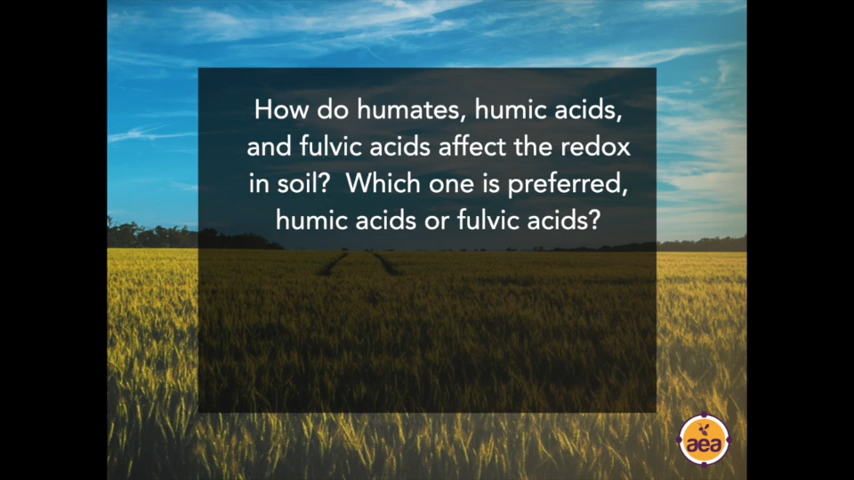 How do humates, humic acids,
and fulvic acids affect the redox
in soil? Which one is preferred,
humic acids or fulvic acids?
aea